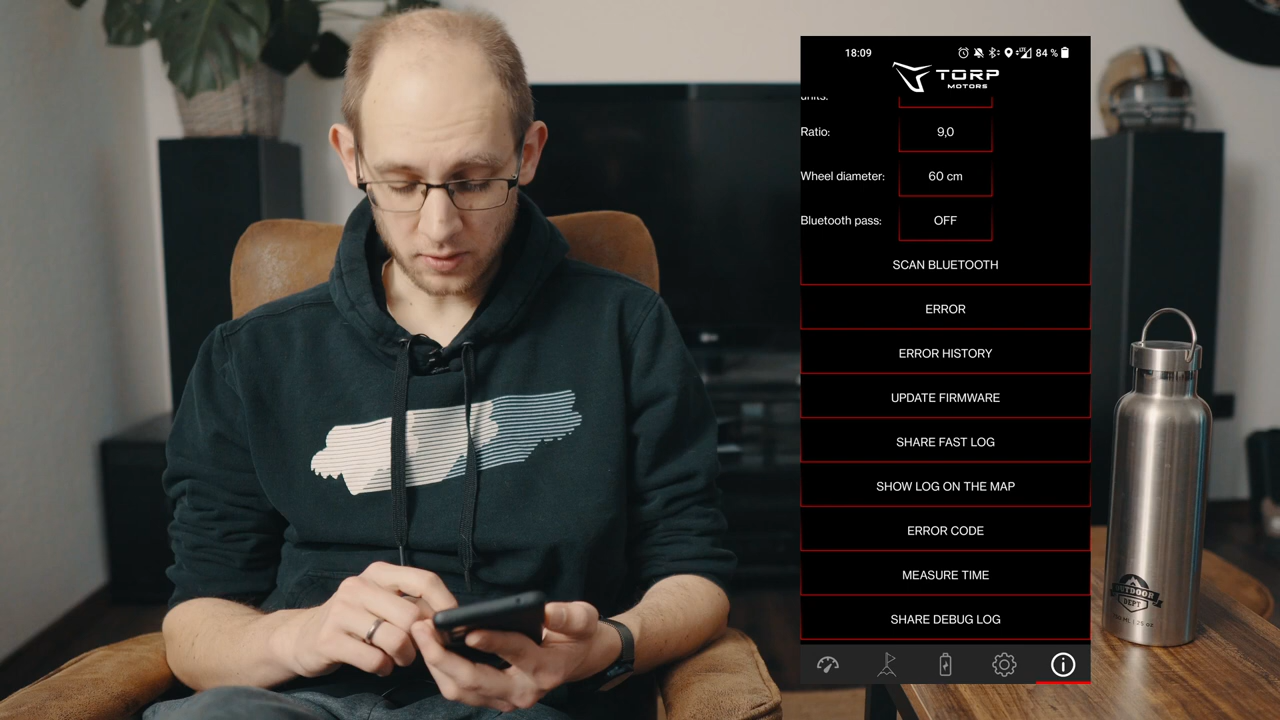 18:09
84 %
TORP
MOTORS
units:
Ratio:
9,0
Wheel diameter:
60 cm
Bluetooth pass:
OFF
SCAN BLUETOOTH
ERROR
ERROR HISTORY
UPDATE FIRMWARE
SHARE FAST LOG
SHOW LOG ON THE MAP
ERROR CODE
MEASURE TIME
SHARE DEBUG LOG
OUTDOOR
DEPT